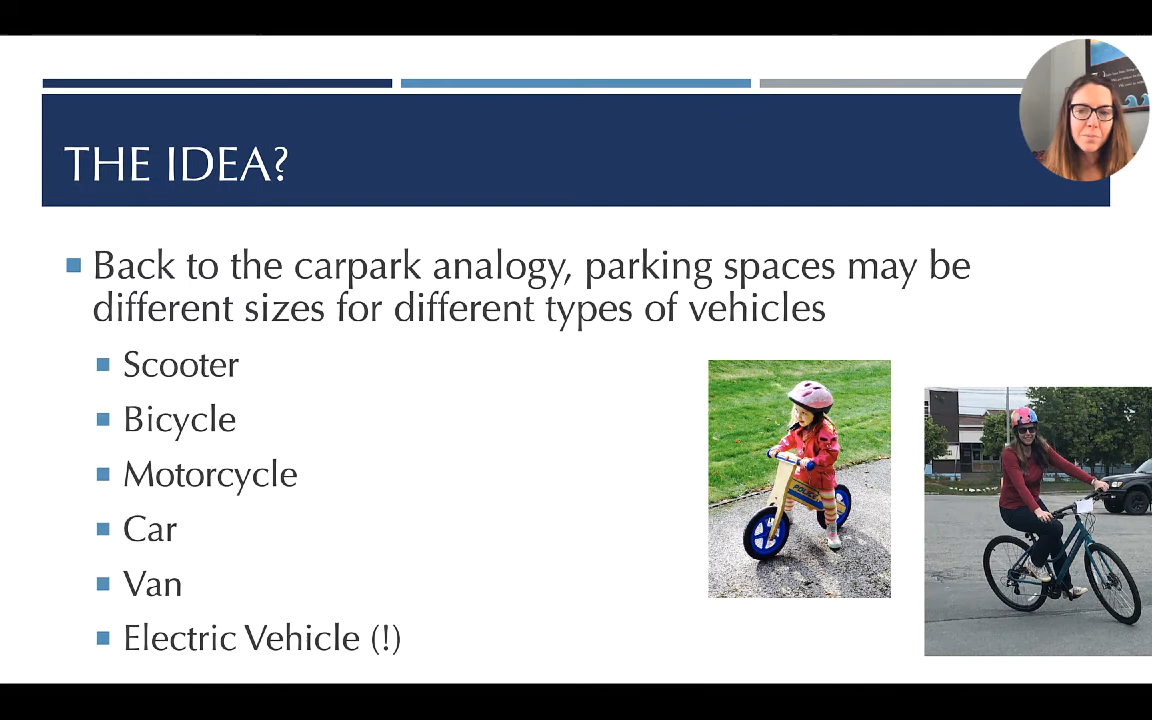 THE IDEA?
Back to the carpark analogy, parking spaces may be
different sizes for different types of vehicles
Scooter
Bicycle
Motorcycle
Car
Van
Electric Vehicle (!)
POLICE